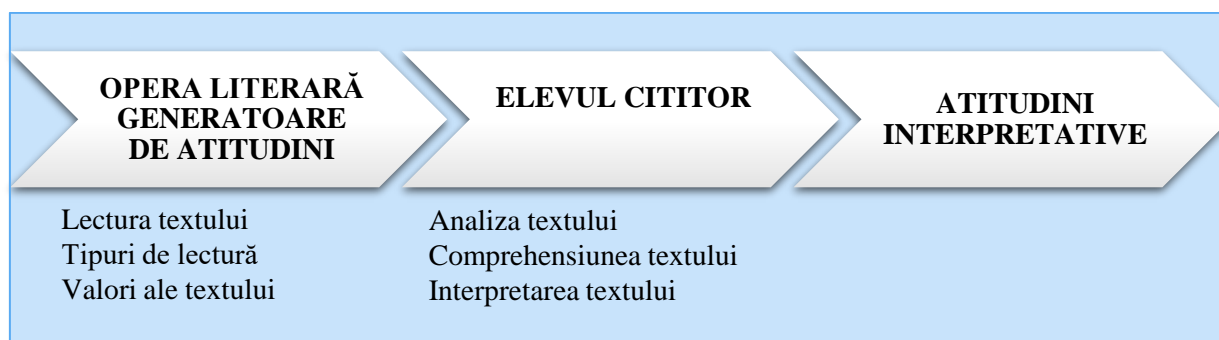 OPERA LITERARĂ
GENERATOARE
DE ATITUDINI
Lectura textului
Tipuri de lectură
Valori ale textului
ELEVUL CITITOR
Analiza textului
Comprehensiunea textului
Interpretarea textului
ATITUDINI
INTERPRETATIVE